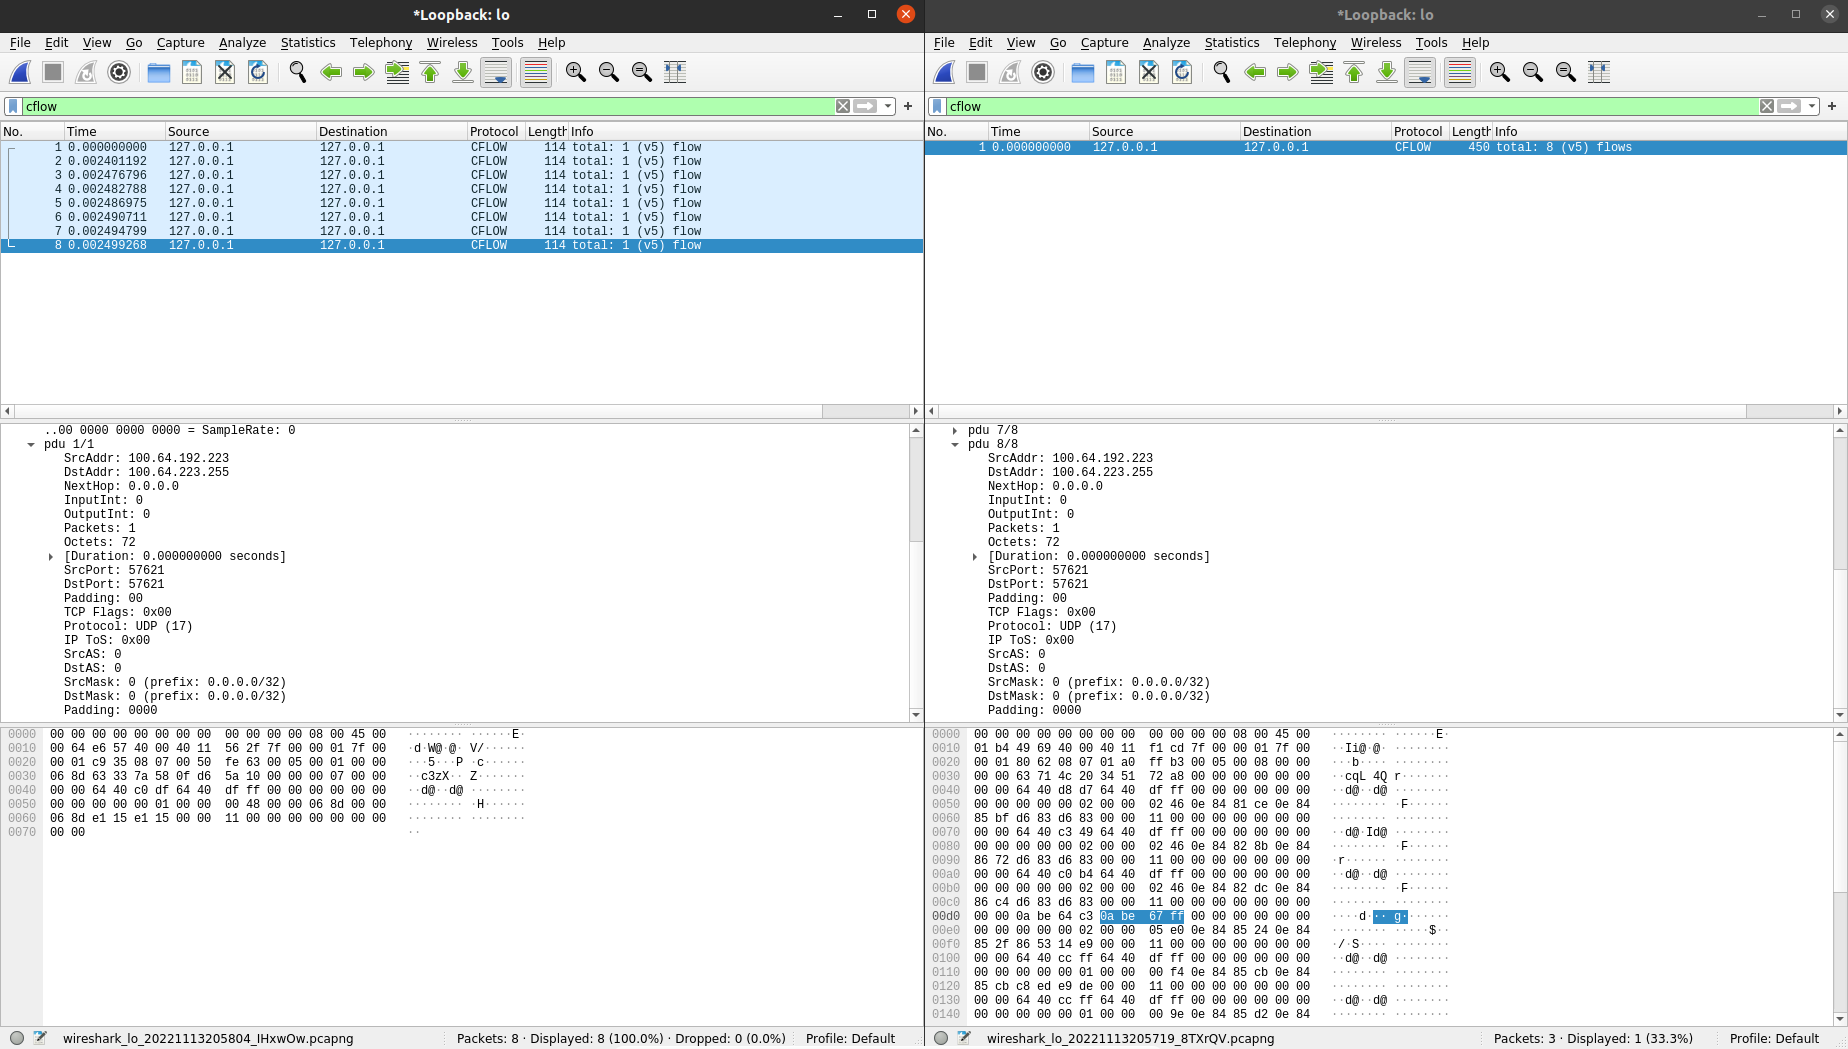 *Loopback: lo
File Edit View Go Capture Analyze Statistics Telephony Wireless Tools Help
cflow
No. Time Source Destination Protocol Length Info
1 0.000000000 127.0.0.1 127.0.0.1 CFLOW 114 total: 1 (v5) flow
2 0.002401192 127.0.0.1 127.0.0.1 CFLOW 114 total: 1 (v5) flow
3 0.002476796 127.0.0.1 127.0.0.1 CFLOW 114 total: 1 (v5) flow
4 0.002482788 127.0.0.1 127.0.0.1 CFLOW 114 total: 1 (v5) flow
5 0.002486975 127.0.0.1 127.0.0.1 CFLOW 114 total: 1 (v5) flow
6 0.002490711 127.0.0.1 127.0.0.1 CFLOW 114 total: 1 (v5) flow
7 0.002494799 127.0.0.1 127.0.0.1 CFLOW 114 total: 1 (v5) flow
8 0.002499268 127.0.0.1 127.0.0.1 CFLOW 114 total: 1 (v5) flow
..00 0000 0000 0000 = SampleRate: 0
pdu 1/1
SrcAddr: 100.64.192.223
DstAddr: 100.64.223.255
NextHop: 0.0.0.0
InputInt: 0
OutputInt: 0
Packets: 1
Octets: 72
[Duration: 0.000000000 seconds]
SrcPort: 57621
DstPort: 57621
Padding: 00
TCP Flags: 0x00
Protocol: UDP (17)
IP ToS: 0x00
SrcAS: 0
DstAS: 0
SrcMask: 0 (prefix: 0.0.0.0/32)
DstMask: 0 (prefix: 0.0.0.0/32)
Padding: 0000
0000 00 00 00 00 00 00 00 00 00 00 00 00 08 00 45 00 ········ ······E·
0010 00 64 e6 57 40 00 40 11 56 2f 7f 00 00 01 7f 00 ·d·W@·@· V/······
0020 00 01 c9 35 08 07 00 50 fe 63 00 05 00 01 00 00 ···5···P ·c······
0030 06 8d 63 33 7a 58 0f d6 5a 10 00 00 00 07 00 00 ··c3zX·· Z·······
0040 00 00 64 40 c0 df 64 40 df ff 00 00 00 00 00 00 ··d@··d@ ········
0050 00 00 00 00 00 01 00 00 00 48 00 00 06 8d 00 00 ········ ·H······
0060 06 8d e1 15 e1 15 00 00 11 00 00 00 00 00 00 00 ········ ········
0070 00 00 ··
wireshark_lo_20221113205804_IHxwOw.pcapng Packets: 8 · Displayed: 8 (100.0%) · Dropped: 0 (0.0%) Profile: Default
*Loopback: lo
File Edit View Go Capture Analyze Statistics Telephony Wireless Tools Help
cflow
No. Time Source Destination Protocol Length Info
1 0.000000000 127.0.0.1 127.0.0.1 CFLOW 450 total: 8 (v5) flows
pdu 7/8
pdu 8/8
SrcAddr: 100.64.192.223
DstAddr: 100.64.223.255
NextHop: 0.0.0.0
InputInt: 0
OutputInt: 0
Packets: 1
Octets: 72
[Duration: 0.000000000 seconds]
SrcPort: 57621
DstPort: 57621
Padding: 00
TCP Flags: 0x00
Protocol: UDP (17)
IP ToS: 0x00
SrcAS: 0
DstAS: 0
SrcMask: 0 (prefix: 0.0.0.0/32)
DstMask: 0 (prefix: 0.0.0.0/32)
Padding: 0000
0000 00 00 00 00 00 00 00 00 00 00 00 00 08 00 45 00 ········ ······E·
0010 01 b4 49 69 40 00 40 11 f1 cd 7f 00 00 01 7f 00 ··Ii@·@· ········
0020 00 01 80 62 08 07 01 a0 ff b3 00 05 00 08 00 00 ···b···· ········
0030 00 00 63 71 4c 20 34 51 72 a8 00 00 00 00 00 00 ··cqL 4Q r·······
0040 00 00 64 40 d8 d7 64 40 df ff 00 00 00 00 00 00 ··d@··d@ ········
0050 00 00 00 00 00 02 00 00 02 46 0e 84 81 ce 0e 84 ········ ·F······
0060 85 bf d6 83 d6 83 00 00 11 00 00 00 00 00 00 00 ········ ········
0070 00 00 64 40 c3 49 64 40 df ff 00 00 00 00 00 00 ··d@·Id@ ········
0080 00 00 00 00 00 02 00 00 02 46 0e 84 82 8b 0e 84 ········ ·F······
0090 86 72 d6 83 d6 83 00 00 11 00 00 00 00 00 00 00 ·r······ ········
00a0 00 00 64 40 c0 b4 64 40 df ff 00 00 00 00 00 00 ··d@··d@ ········
00b0 00 00 00 00 00 02 00 00 02 46 0e 84 82 dc 0e 84 ········ ·F······
00c0 86 c4 d6 83 d6 83 00 00 11 00 00 00 00 00 00 00 ········ ········
00d0 00 00 0a be 64 c3 0a be 67 ff 00 00 00 00 00 00 ····d··· g·······
00e0 00 00 00 00 00 02 00 00 05 e0 0e 84 85 24 0e 84 ········ ·····$··
00f0 85 2f 86 53 14 e9 00 00 11 00 00 00 00 00 00 00 ·/·S···· ········
0100 00 00 64 40 cc ff 64 40 df ff 00 00 00 00 00 00 ··d@··d@ ········
0110 00 00 00 00 00 01 00 00 00 f4 0e 84 85 cb 0e 84 ········ ········
0120 85 cb c8 ed e9 de 00 00 11 00 00 00 00 00 00 00 ········ ········
0130 00 00 64 40 cc ff 64 40 df ff 00 00 00 00 00 00 ··d@··d@ ········
0140 00 00 00 00 00 01 00 00 00 9e 0e 84 85 d2 0e 84 ········ ········
wireshark_lo_20221113205719_8TXrQV.pcapng Packets: 3 · Displayed: 1 (33.3%) Profile: Default